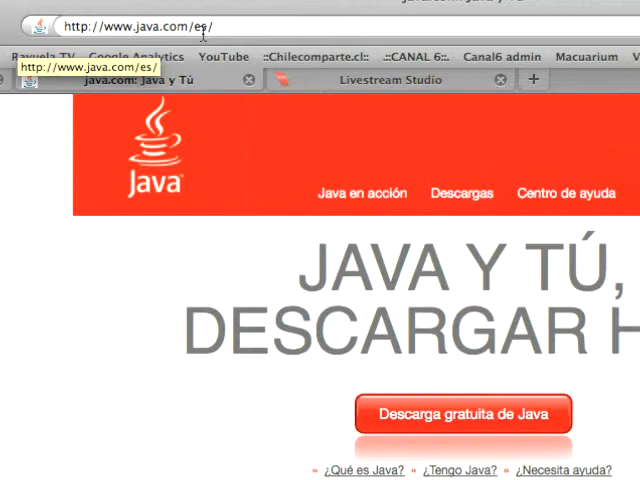 http://www.java.com/es/
Rayuela TV Google Analytics YouTube ::Chilecomparte.cl: .::CANAL 6::. Canal6 admin Macuarium
http://www.java.com/es/
java.com: Java y Tú Livestream Studio +
Java
Java en acción Descargas Centro de ayuda
JAVA Y TÚ,
DESCARGAR
Descarga gratuita de Java
» ¿Qué es Java? » ¿Tengo Java? » ¿Necesita ayuda?